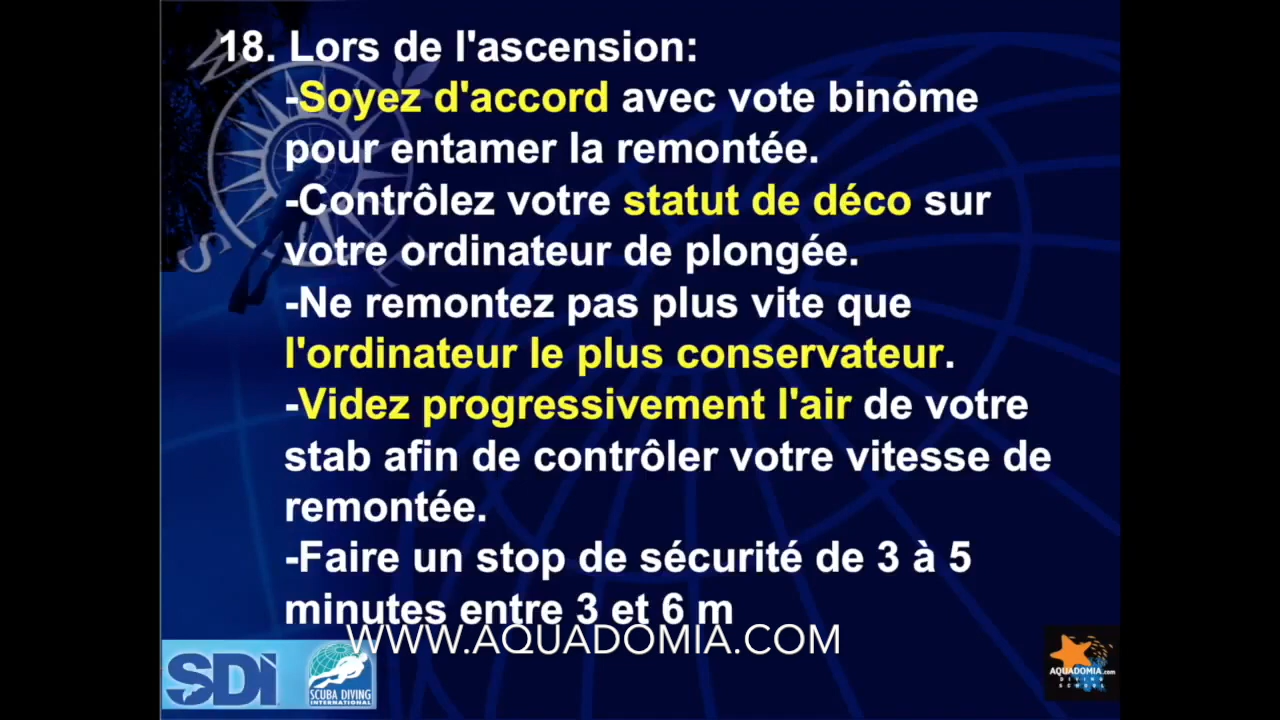 18. Lors de l'ascension:
-Soyez d'accord avec vote binôme
pour entamer la remontée.
-Contrôlez votre statut de déco sur
votre ordinateur de plongée.
-Ne remontez pas plus vite que
l'ordinateur le plus conservateur.
-Videz progressivement l'air de votre
stab afin de contrôler votre vitesse de
remontée.
-Faire un stop de sécurité de 3 à 5
minutes entre 3 et 6 m
WWW.AQUADOMIA.COM
SDI
SCUBA DIVING
INTERNATIONAL
AQUADOMIA.com
DIVING
SCHOOL
W
S